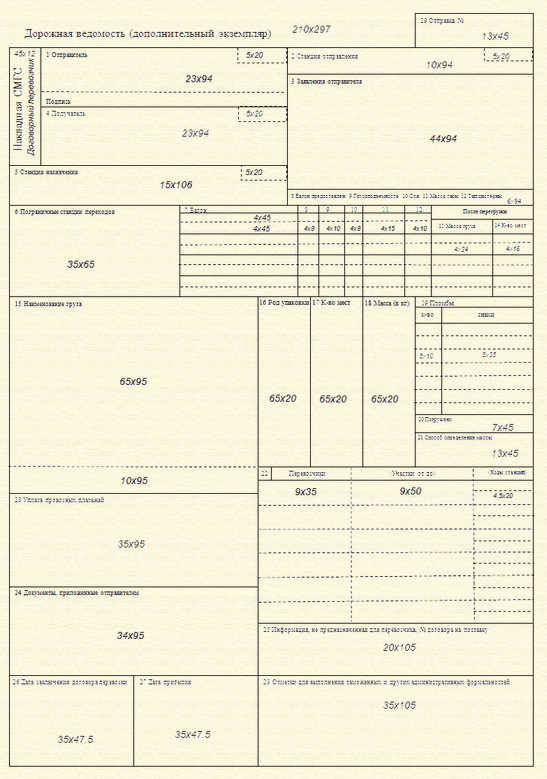 29 Отправка №
Дорожная ведомость (дополнительный экземпляр)
210x297
13x45
45x12
Накладная СМГС
Договорный перевозчик
1 Отправитель
5x20
23x94
Подпись
2 Станция отправления
5x20
10x94
3 Заявления отправителя
44x94
4 Получатель
5x20
23x94
5 Станция назначения
5x20
15x106
8 Вагон предоставлен 9 Грузоподъемность 10 Оси 11 Масса тары 12 Тип цистерны
6x94
6 Пограничные станции переходов
35x65
7 Вагон
8
9
10
11
12
После перегрузки
4x45
4x45
4x8
4x10
4x8
4x15
4x10
13 Масса груза
14 К-во мест
4x24
4x16
15 Наименование груза
65x95
10x95
16 Род упаковки
65x20
17 К-во мест
65x20
18 Масса (в кг)
65x20
19 Пломбы
к-во
знаки
5x10
5x35
20 Погружено
7x45
21 Способ определения массы
13x45
22
Перевозчики
(Участки от до)
(Коды станций)
9x35
9x50
4.5x20
23 Уплата провозных платежей
35x95
24 Документы, приложенные отправителем
34x95
25 Информация, не предназначенная для перевозчика, № договора на поставку
20x105
26 Дата заключения договора перевозки
35x47.5
27 Дата прибытия
35x47.5
28 Отметки для выполнения таможенных и других административных формальностей
35x105